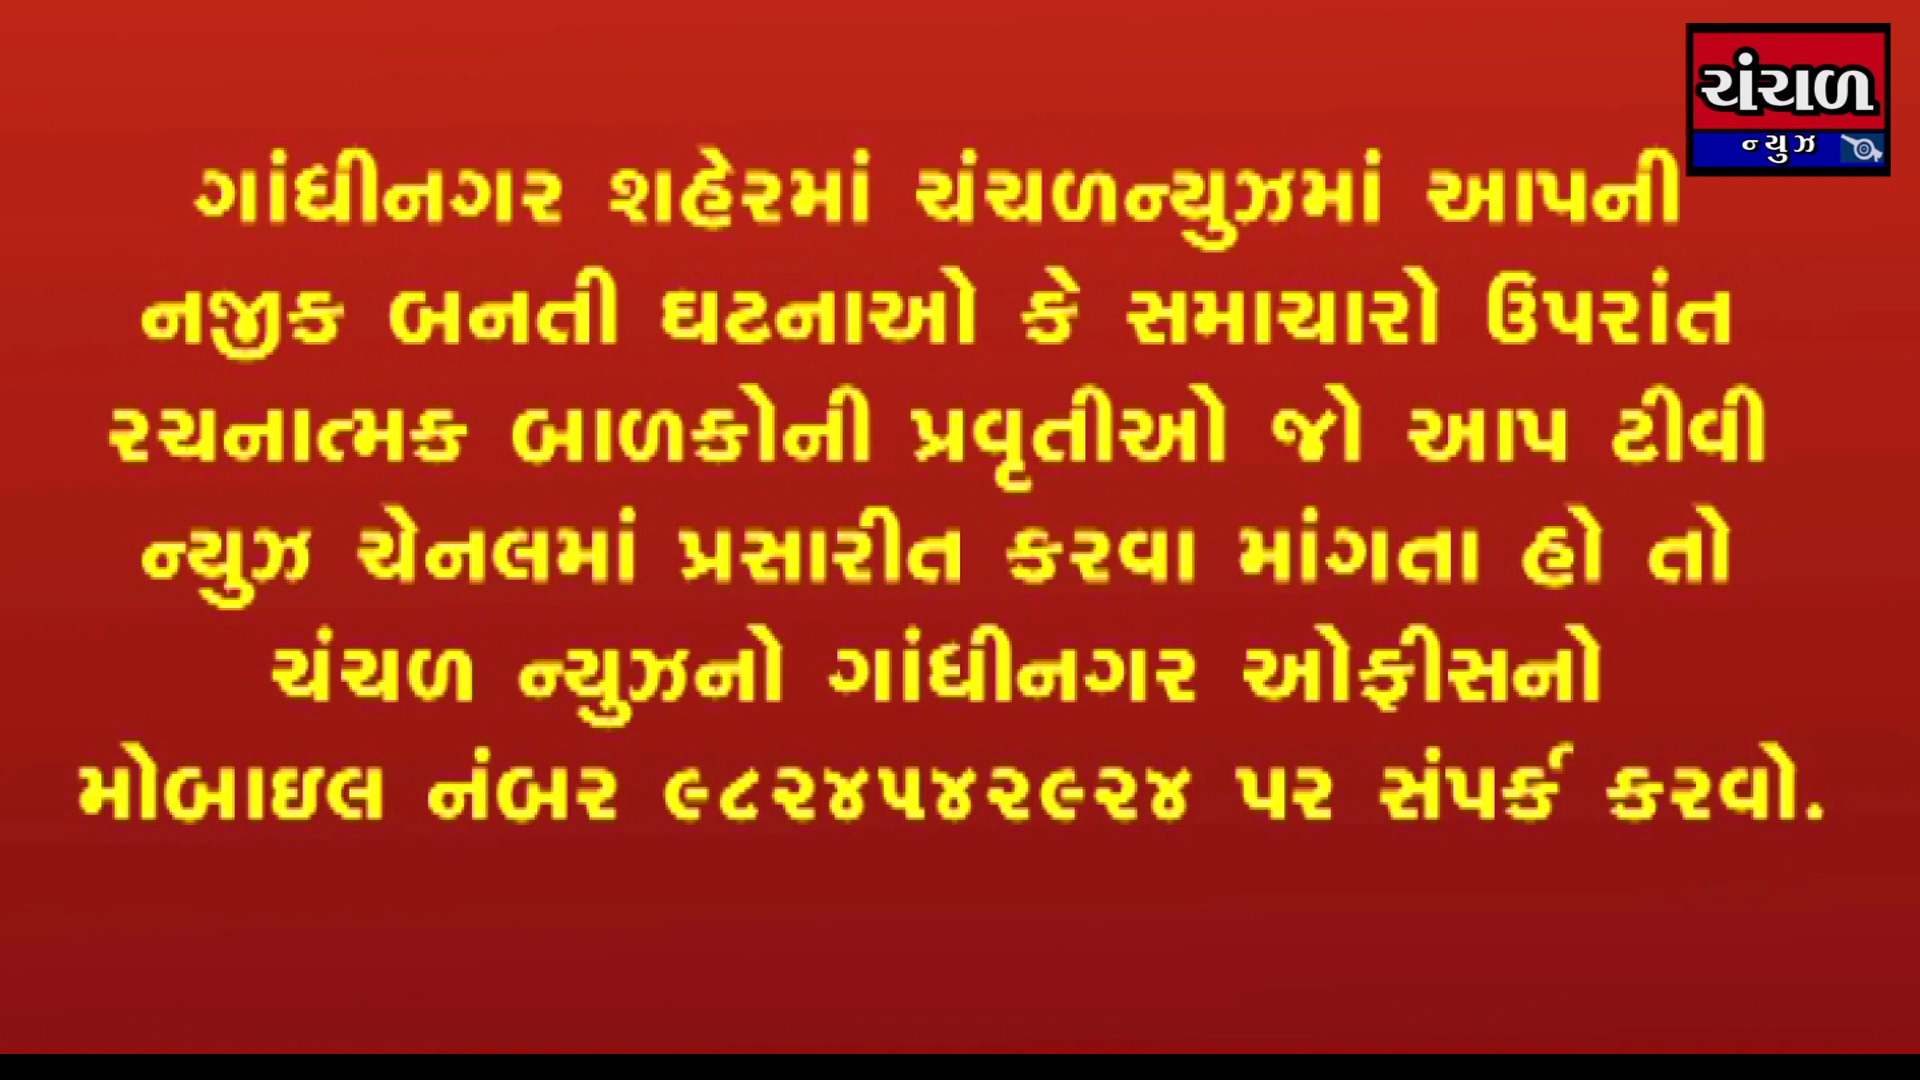 ચંચળ
ન્યુઝ
ગાંધીનગર શહેરમાં ચંચળન્યુઝમાં આપની
નજીક બનતી ઘટનાઓ કે સમાચારો ઉપરાંત
રચનાત્મક બાળકોની પ્રવૃતીઓ જો આપ ટીવી
ન્યુઝ ચેનલમાં પ્રસારીત કરવા માંગતા હો તો
ચંચળ ન્યુઝનો ગાંધીનગર ઓફીસનો
મોબાઇલ નંબર ૯૮૨૪૫૪૨૯૨૪ પર સંપર્ક કરવો.